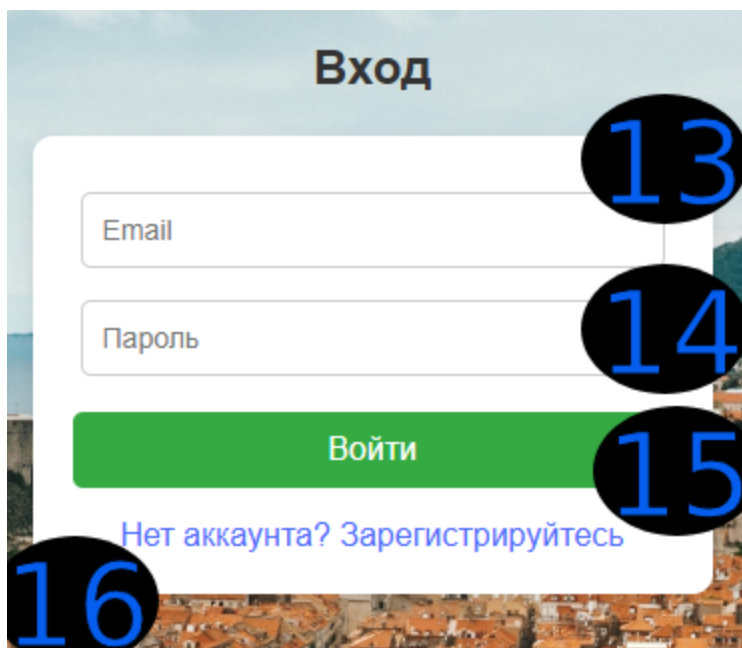 Вход
13
Email
14
Пароль
15
Войти
Нет аккаунта? Зарегистрируйтесь
16